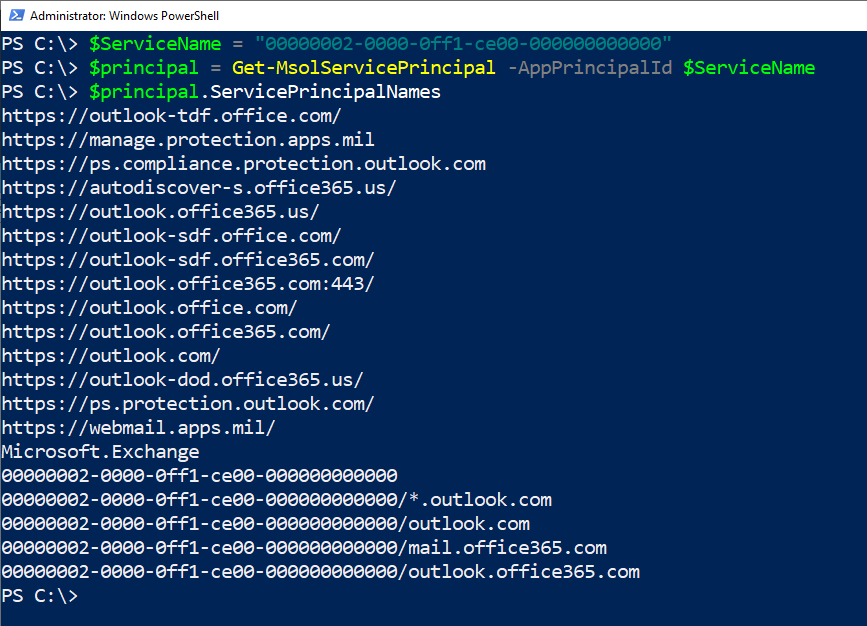 Administrator: Windows PowerShell
PS C:\> $ServiceName = "00000002-0000-0ff1-ce00-000000000000"
PS C:\> $principal = Get-MsolServicePrincipal -AppPrincipalId $ServiceName
PS C:\> $principal.ServicePrincipalNames
https://outlook-tdf.office.com/
https://manage.protection.apps.mil
https://ps.compliance.protection.outlook.com
https://autodiscover-s.office365.us/
https://outlook.office365.us/
https://outlook-sdf.office.com/
https://outlook-sdf.office365.com/
https://outlook.office365.com:443/
https://outlook.office.com/
https://outlook.office365.com/
https://outlook.com/
https://outlook-dod.office365.us/
https://ps.protection.outlook.com/
https://webmail.apps.mil/
Microsoft.Exchange
00000002-0000-0ff1-ce00-000000000000
00000002-0000-0ff1-ce00-000000000000/*.outlook.com
00000002-0000-0ff1-ce00-000000000000/outlook.com
00000002-0000-0ff1-ce00-000000000000/mail.office365.com
00000002-0000-0ff1-ce00-000000000000/outlook.office365.com
PS C:\>